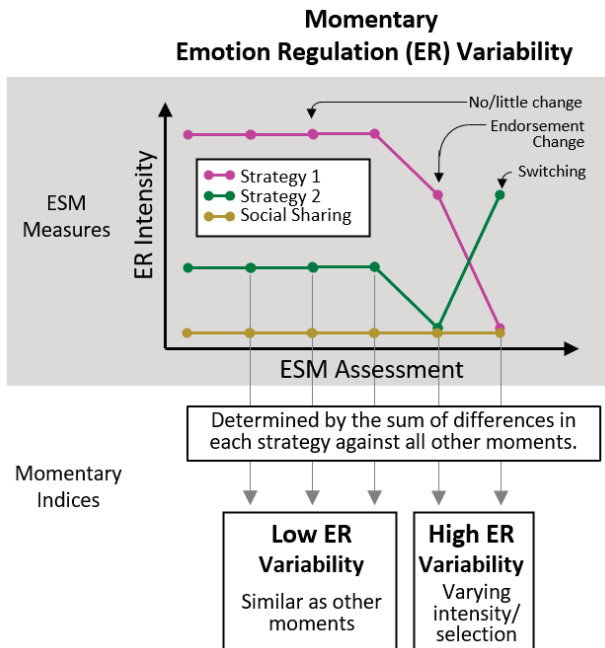 Momentary
Emotion Regulation (ER) Variability
No/little change
Endorsement
Change
Switching
Strategy 1
Strategy 2
Social Sharing
ESM
Measures
ER Intensity
ESM Assessment
Determined by the sum of differences in
each strategy against all other moments.
Momentary
Indices
Low ER
Variability
Similar as other
moments
High ER
Variability
Varying
intensity/
selection